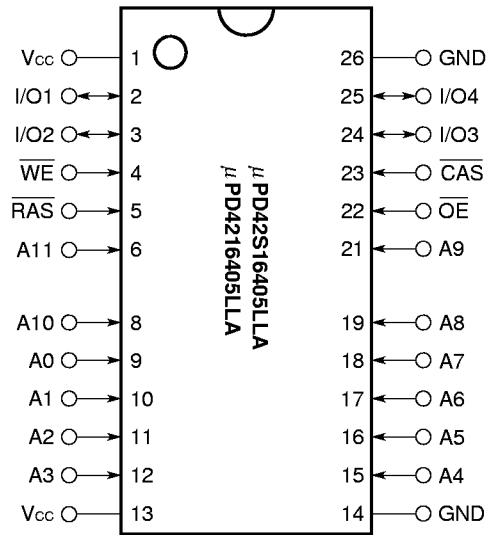 Vcc 1 26 GND
I/O1 2 25 I/O4
I/O2 3 24 I/O3
WE 4 23 CAS
RAS 5 22 OE
A11 6 21 A9
A10 8 19 A8
A0 9 18 A7
A1 10 17 A6
A2 11 16 A5
A3 12 15 A4
Vcc 13 14 GND
μPD42S16405LLA
μPD4216405LLA